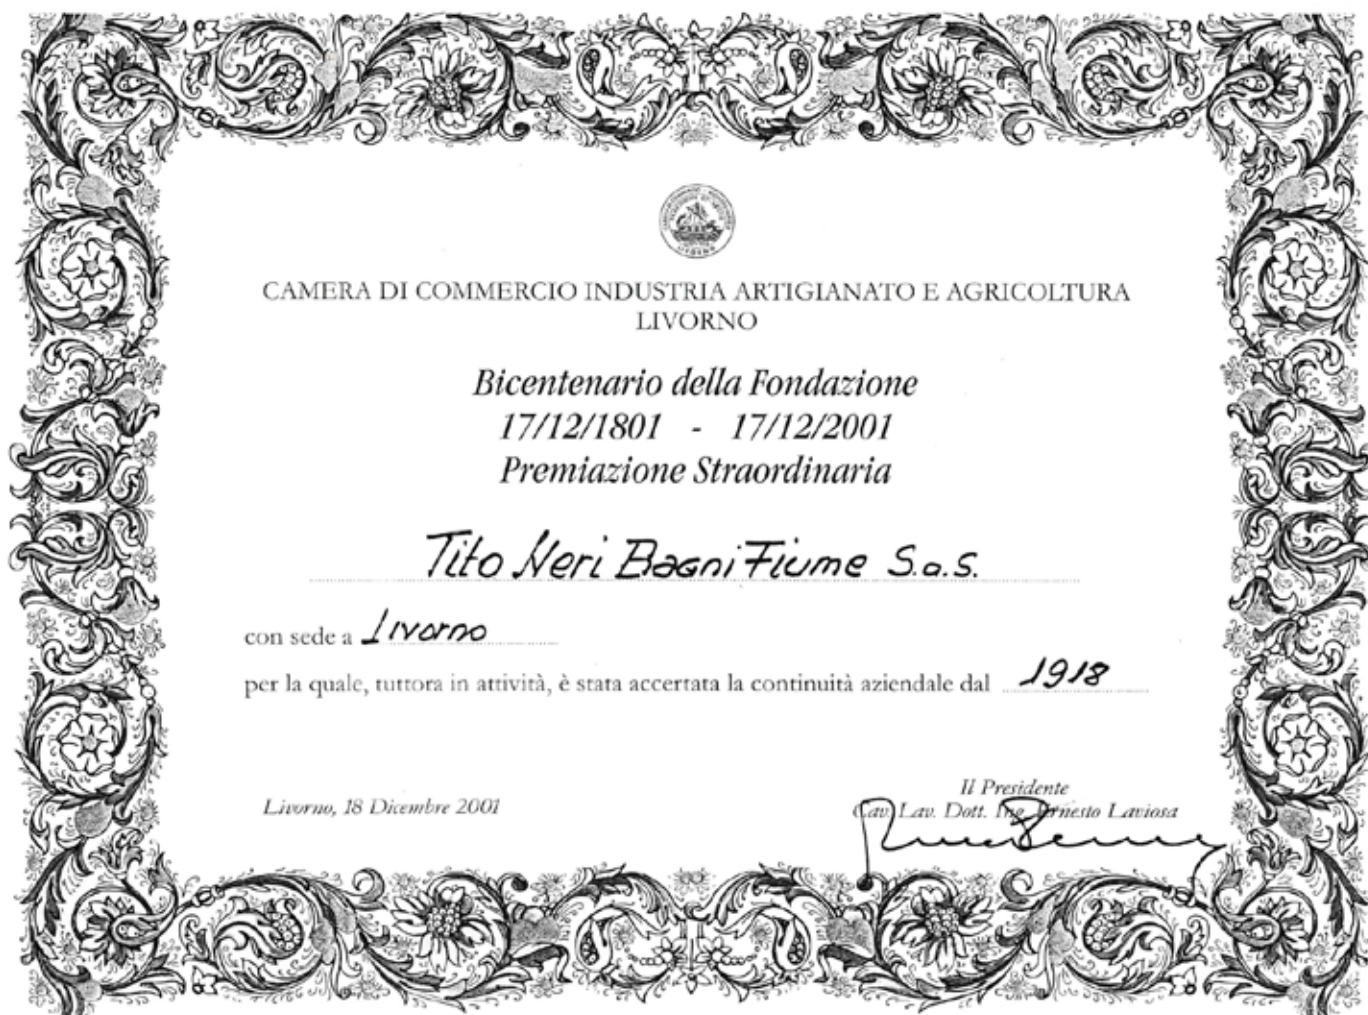 CAMERA DI COMMERCIO INDUSTRIA ARTIGIANATO E AGRICOLTURA
LIVORNO
Bicentenario della Fondazione
17/12/1801 - 17/12/2001
Premiazione Straordinaria
Tito Neri Bagni Fiume S.a.S.
con sede a Livorno
per la quale, tuttora in attività, è stata accertata la continuità aziendale dal 1918
Livorno, 18 Dicembre 2001
Il Presidente
Cav. Lav. Dott. Ing. Ernesto Laviosa